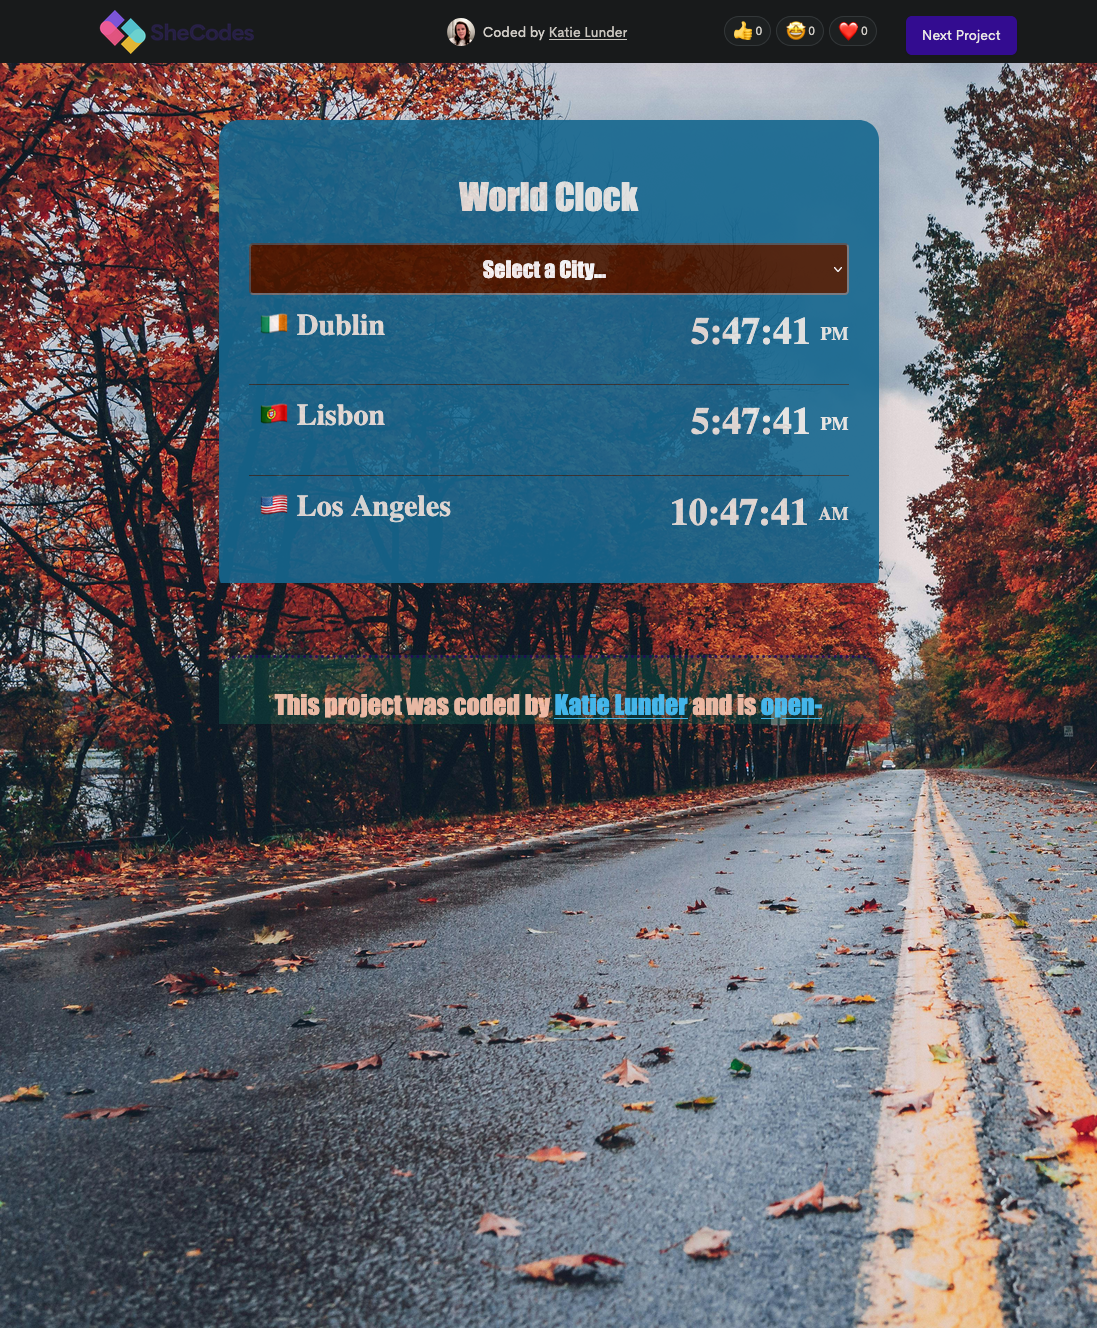 SheCodes
Coded by Katie Lunder
0 0 0
Next Project
World Clock
Select a City...
Dublin 5:47:41 PM
Lisbon 5:47:41 PM
Los Angeles 10:47:41 AM
This project was coded by Katie Lunder and is open-